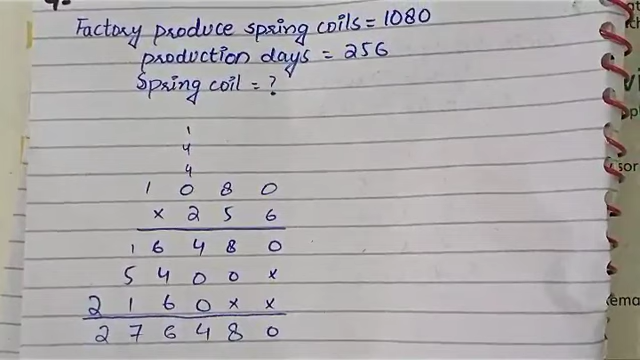 Factory produce spring coils = 1080
production days = 256
Spring coil = ?
1
4
4
1 0 8 0
x 2 5 6
1 6 4 8 0
5 4 0 0 x
2 1 6 0 x x
2 7 6 4 8 0